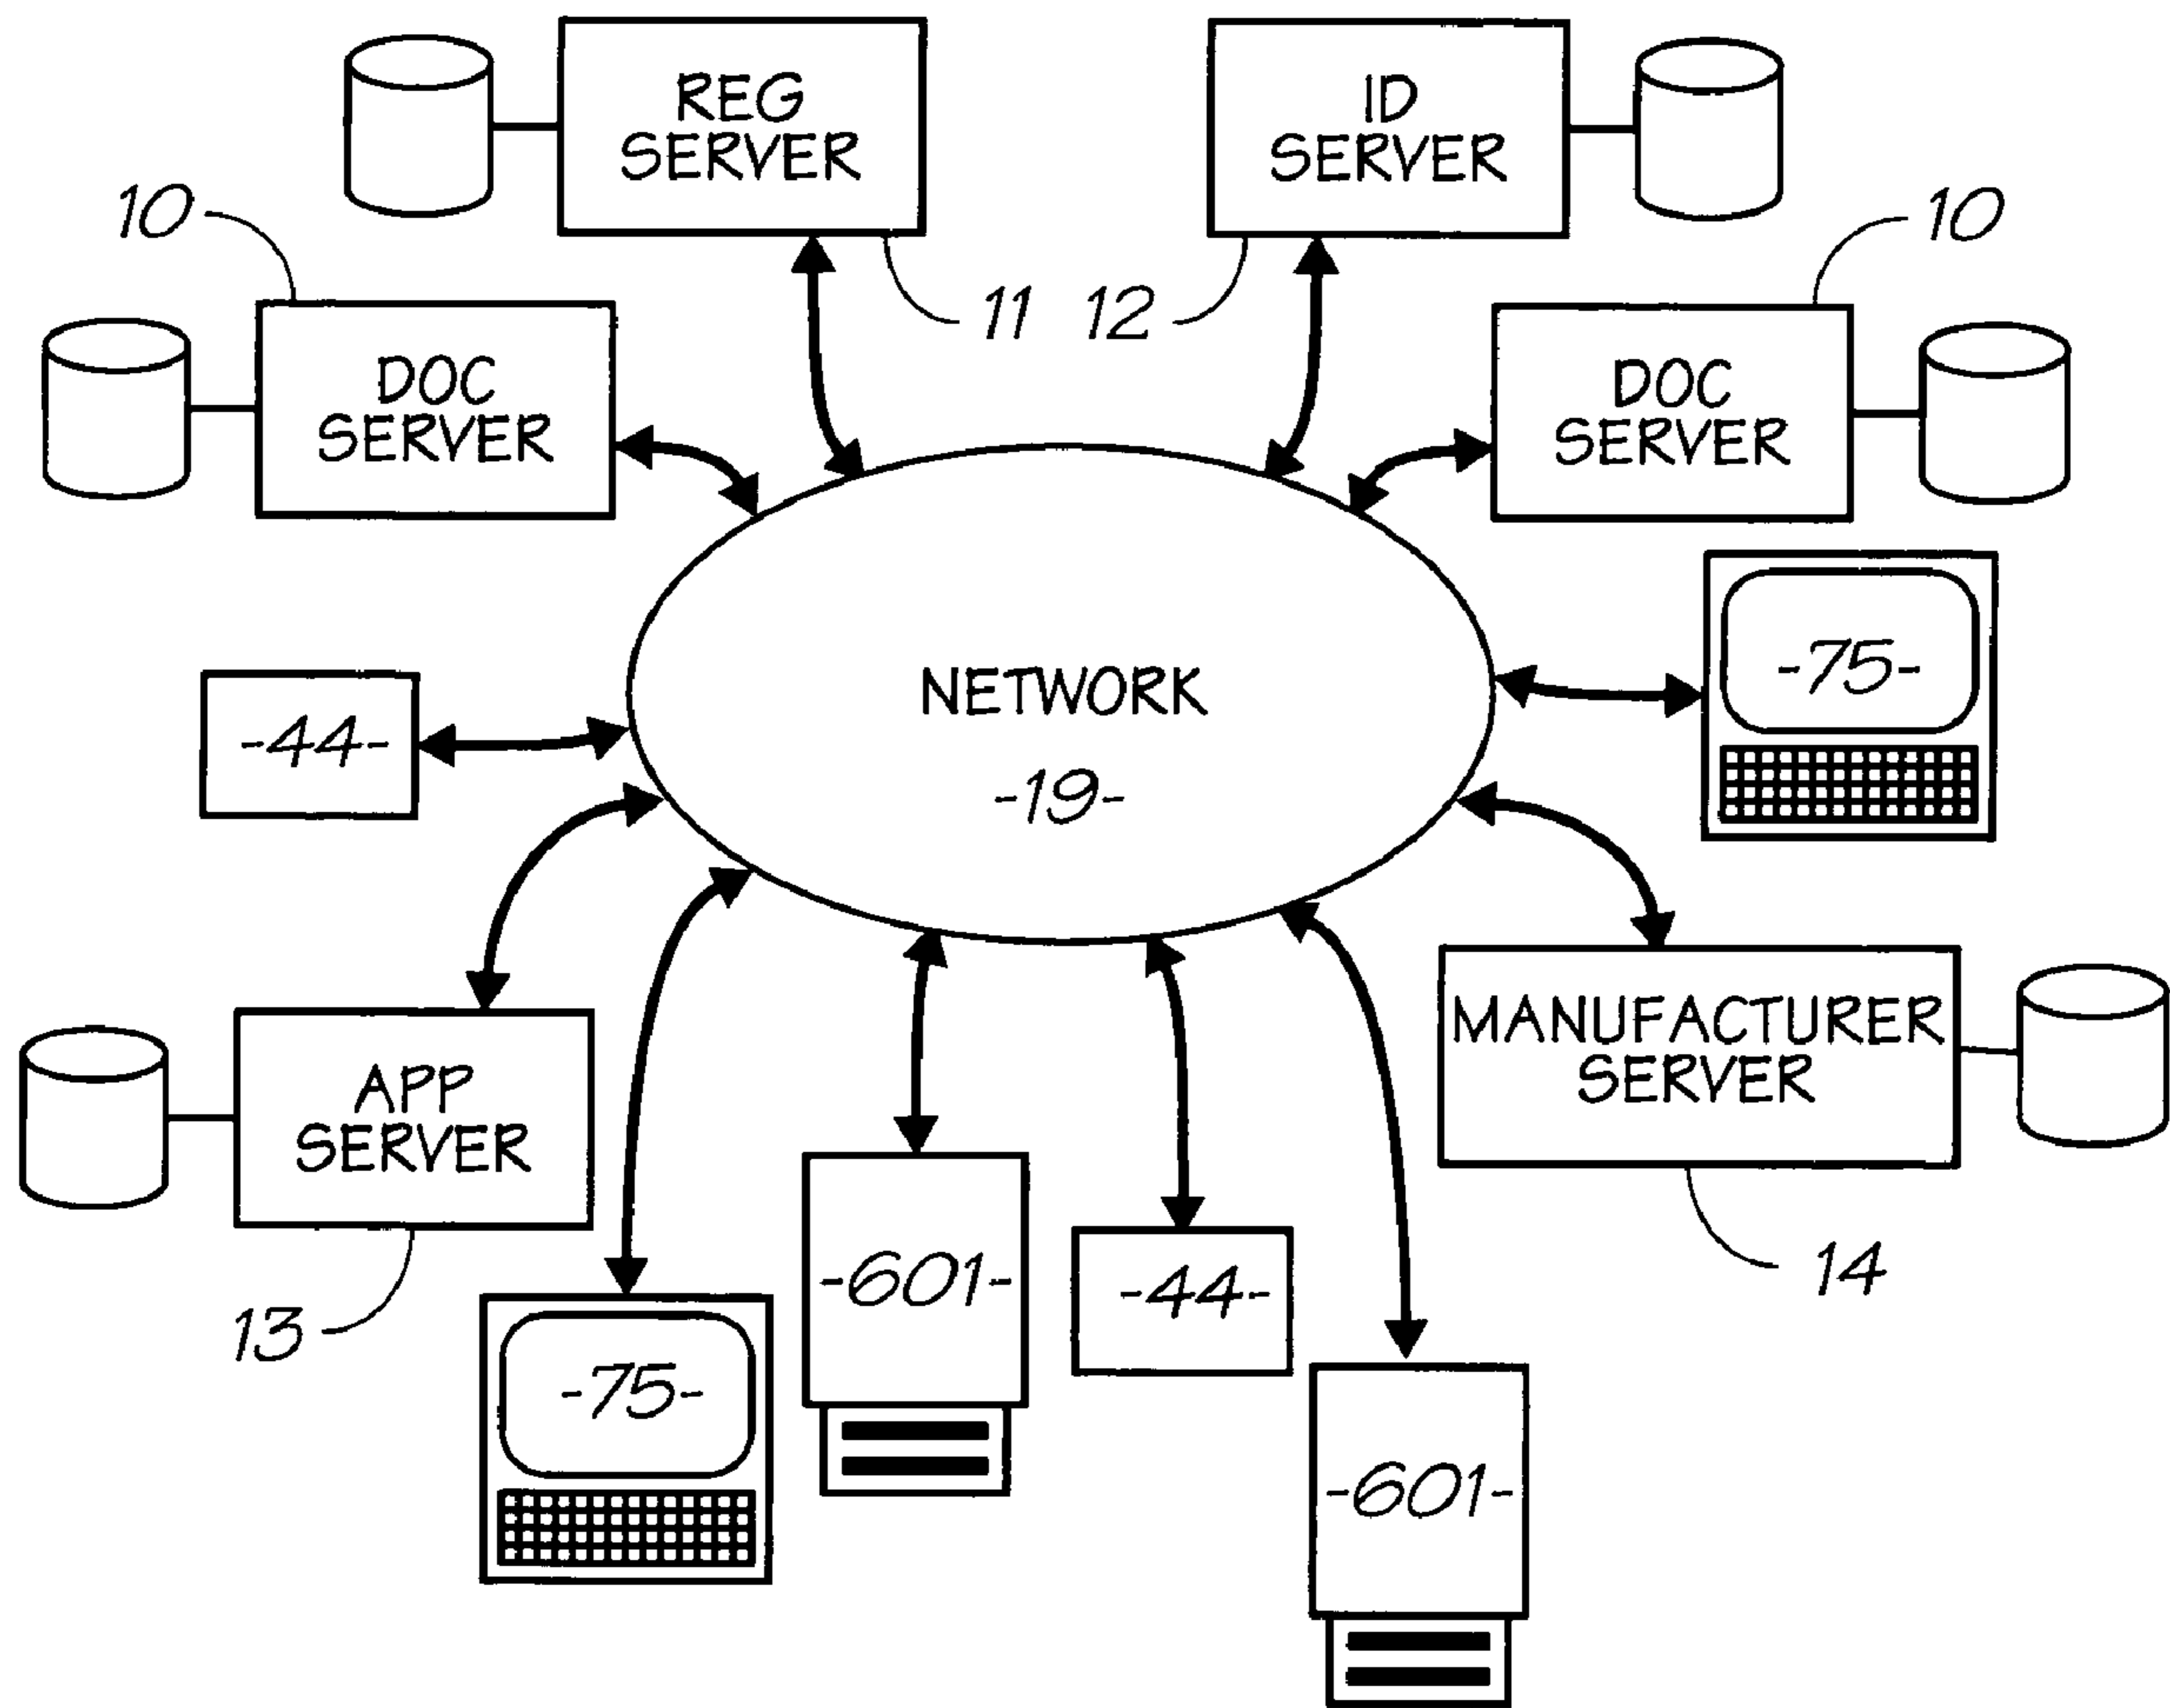 REG
SERVER
ID
SERVER
10
10
11
12
DOC
SERVER
DOC
SERVER
-75-
NETWORK
-19-
-44-
MANUFACTURER
SERVER
APP
SERVER
-601-
-44-
14
13
-75-
-601-